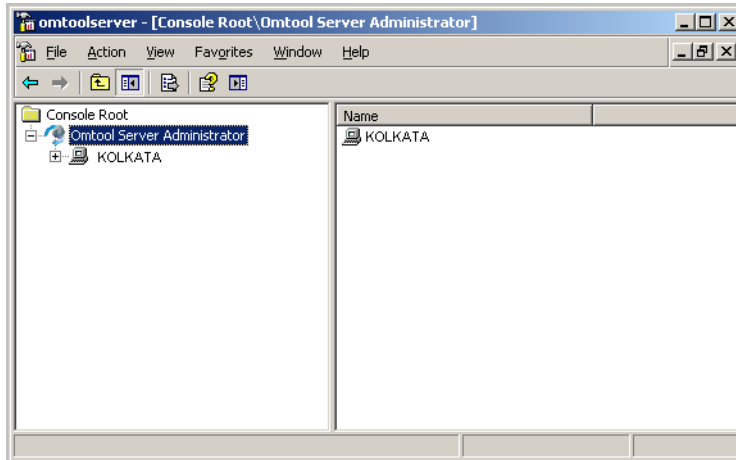 omtoolserver - [Console Root\Omtool Server Administrator]
File Action View Favorites Window Help
Console Root
Omtool Server Administrator
KOLKATA
Name
KOLKATA